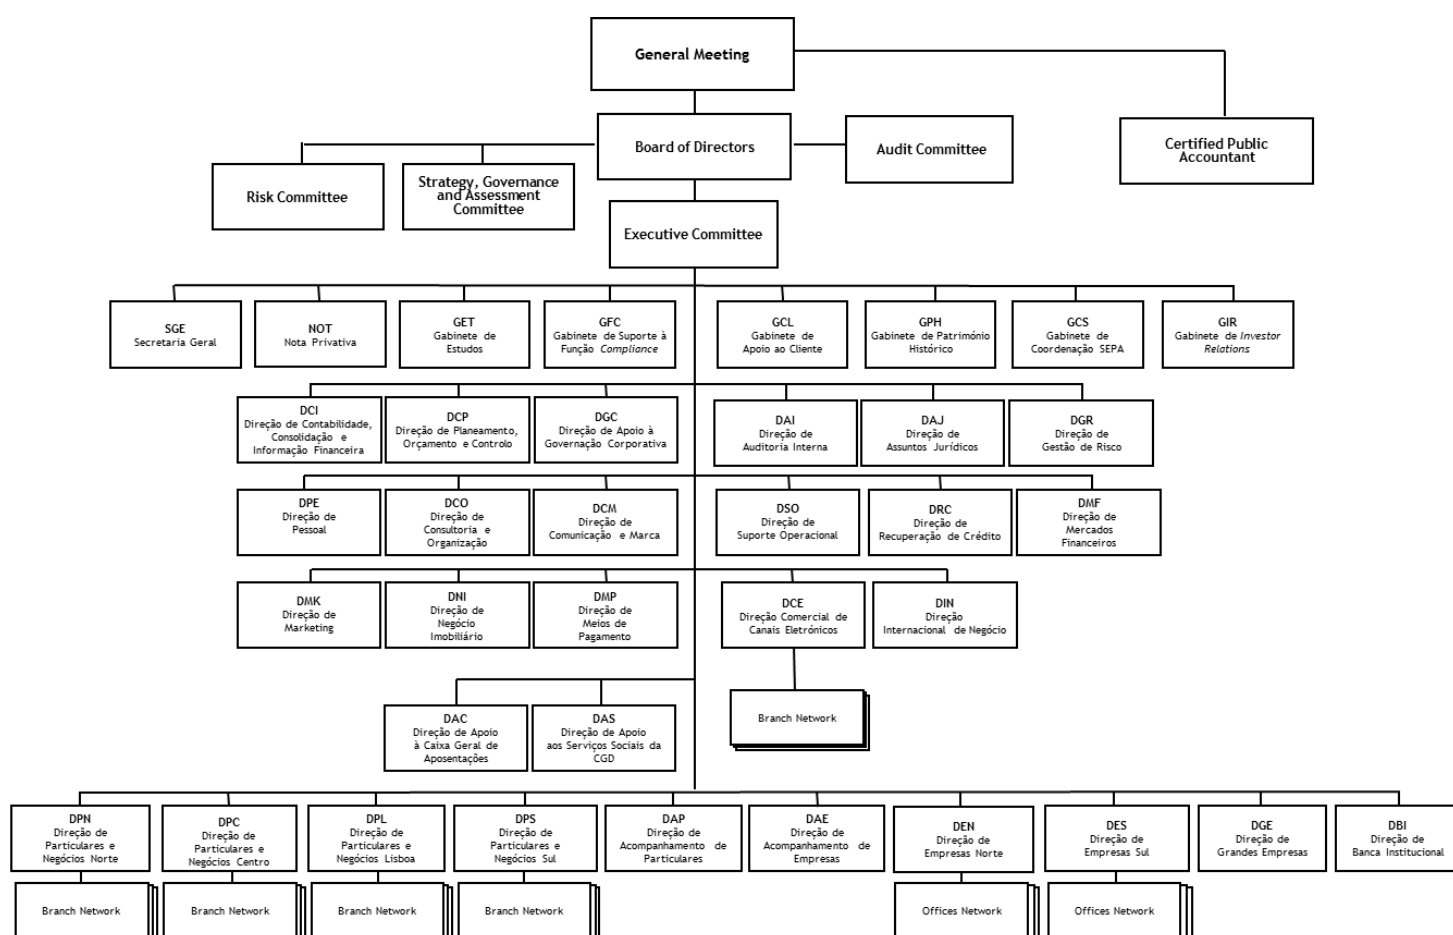 General Meeting
Board of Directors
Audit Committee
Certified Public
Accountant
Risk Committee
Strategy, Governance
and Assessment
Committee
Executive Committee
SGE
Secretaria Geral
NOT
Nota Privativa
GET
Gabinete de
Estudos
GFC
Gabinete de Suporte à
Função Compliance
GCL
Gabinete de
Apoio ao Cliente
GPH
Gabinete de Património
Histórico
GCS
Gabinete de
Coordenação SEPA
GIR
Gabinete de Investor
Relations
DCI
Direção de Contabilidade,
Consolidação e
Informação Financeira
DCP
Direção de Planeamento,
Orçamento e Controlo
DGC
Direção de Apoio à
Governação Corporativa
DAI
Direção de
Auditoria Interna
DAJ
Direção de
Assuntos Jurídicos
DGR
Direção de
Gestão de Risco
DPE
Direção de
Pessoal
DCO
Direção de
Consultoria e
Organização
DCM
Direção de
Comunicação e Marca
DSO
Direção de
Suporte Operacional
DRC
Direção de
Recuperação de Crédito
DMF
Direção de
Mercados
Financeiros
DMK
Direção de
Marketing
DNI
Direção de
Negócio
Imobiliário
DMP
Direção de
Meios de
Pagamento
DCE
Direção Comercial de
Canais Eletrónicos
DIN
Direção
Internacional de Negócio
DAC
Direção de Apoio
à Caixa Geral de
Aposentações
DAS
Direção de Apoio
aos Serviços Sociais da
CGD
Branch Network
DPN
Direção de
Particulares e
Negócios Norte
DPC
Direção de
Particulares e
Negócios Centro
DPL
Direção de
Particulares e
Negócios Lisboa
DPS
Direção de
Particulares e
Negócios Sul
DAP
Direção de
Acompanhamento de
Particulares
DAE
Direção de
Acompanhamento de
Empresas
DEN
Direção de
Empresas Norte
DES
Direção de
Empresas Sul
DGE
Direção de
Grandes Empresas
DBI
Direção de
Banca Institucional
Branch Network
Branch Network
Branch Network
Branch Network
Offices Network
Offices Network